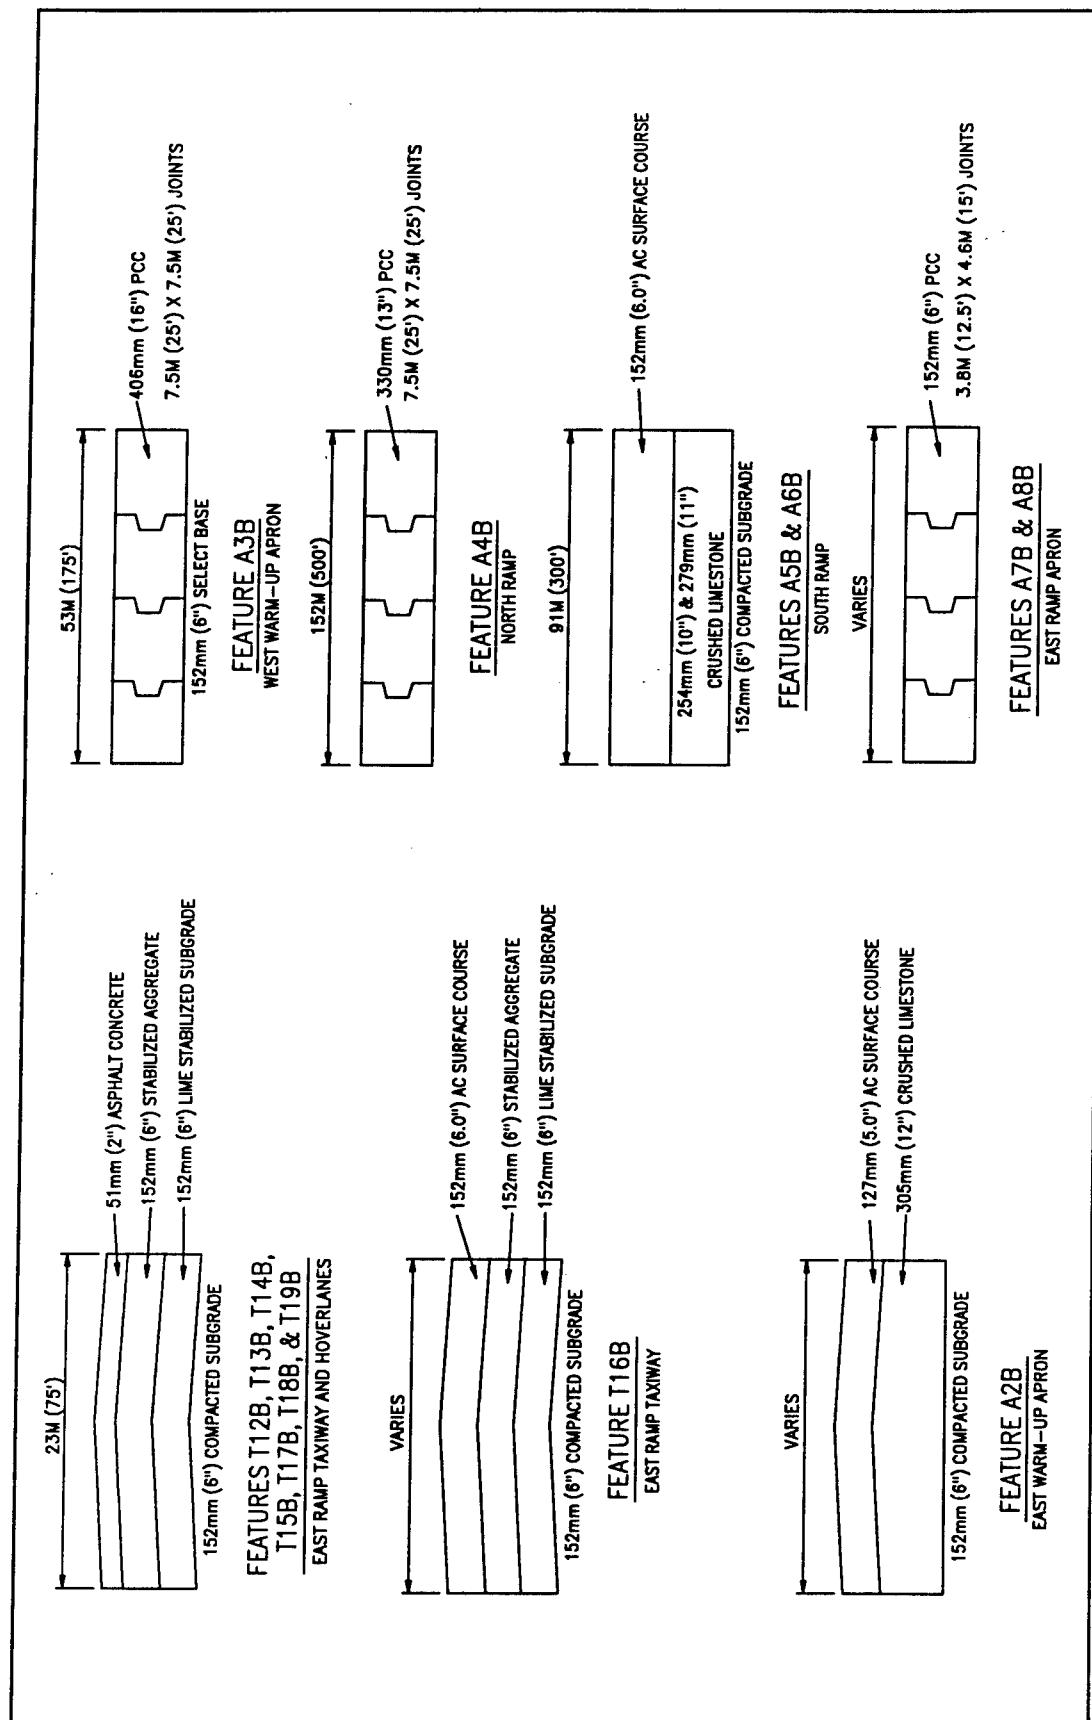 23M (75')
51mm (2") ASPHALT CONCRETE
152mm (6") STABILIZED AGGREGATE
152mm (6") LIME STABILIZED SUBGRADE
152mm (6") COMPACTED SUBGRADE
FEATURES T12B, T13B, T14B,
T15B, T17B, T18B, & T19B
EAST RAMP TAXIWAY AND HOVERLANES
VARIES
152mm (6.0") AC SURFACE COURSE
152mm (6") STABILIZED AGGREGATE
152mm (6") LIME STABILIZED SUBGRADE
152mm (6") COMPACTED SUBGRADE
FEATURE T16B
EAST RAMP TAXIWAY
VARIES
127mm (5.0") AC SURFACE COURSE
305mm (12") CRUSHED LIMESTONE
152mm (6") COMPACTED SUBGRADE
FEATURE A2B
EAST WARM-UP APRON
53M (175')
406mm (16") PCC
7.5M (25') X 7.5M (25') JOINTS
152mm (6") SELECT BASE
FEATURE A3B
WEST WARM-UP APRON
152M (500')
330mm (13") PCC
7.5M (25') X 7.5M (25') JOINTS
FEATURE A4B
NORTH RAMP
91M (300')
152mm (6.0") AC SURFACE COURSE
254mm (10") & 279mm (11")
CRUSHED LIMESTONE
152mm (6") COMPACTED SUBGRADE
FEATURES A5B & A6B
SOUTH RAMP
VARIES
152mm (6") PCC
3.8M (12.5') X 4.6M (15') JOINTS
FEATURES A7B & A8B
EAST RAMP APRON